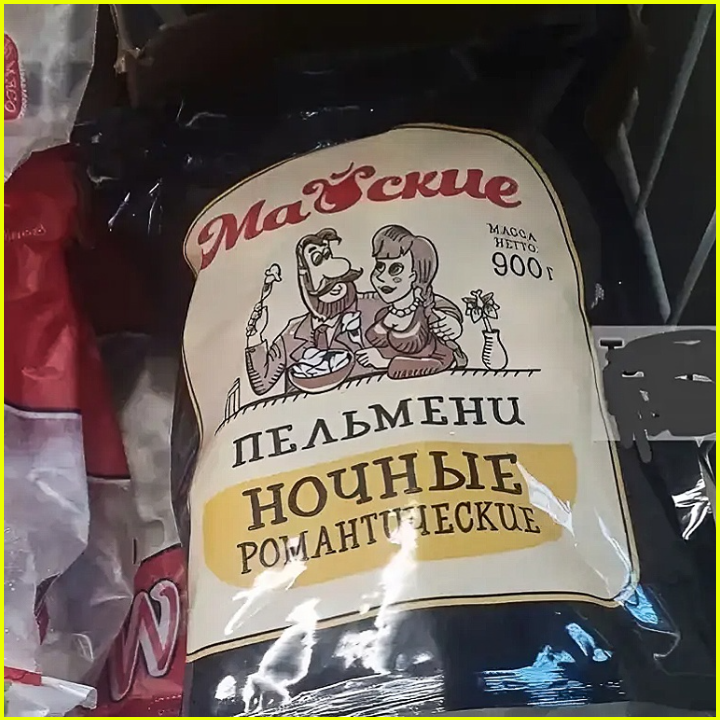 Майские
МАССА
НЕТТО:
900г
ПЕЛЬМЕНИ
НОЧНЫЕ
РОМАНТИЧЕСКИЕ